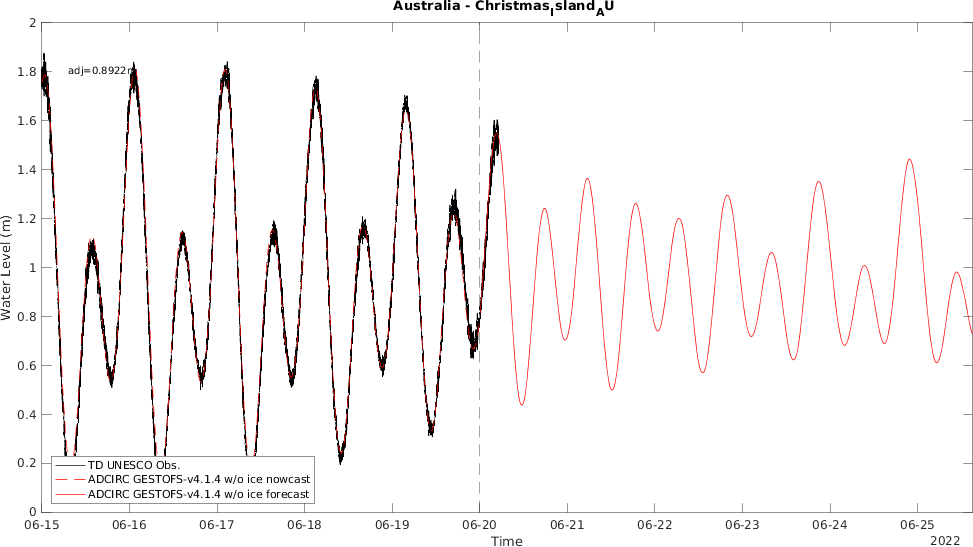 Australia - ChristmasIslandAU
2
1.8
1.6
1.4
1.2
1
0.8
0.6
0.4
0.2
0
Water Level (m)
adj=0.8922
TD UNESCO Obs.
ADCIRC GESTOFS-v4.1.4 w/o ice nowcast
ADCIRC GESTOFS-v4.1.4 w/o ice forecast
06-15 06-16 06-17 06-18 06-19 06-20 06-21 06-22 06-23 06-24 06-25
Time
2022